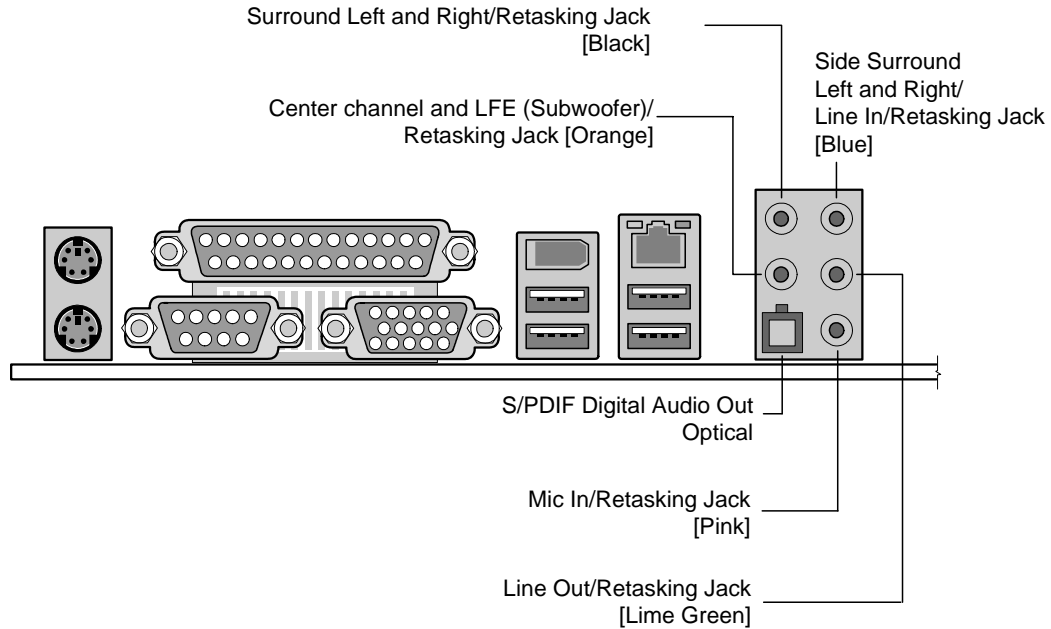 Surround Left and Right/Retasking Jack
[Black]
Side Surround
Left and Right/
Line In/Retasking Jack
[Blue]
Center channel and LFE (Subwoofer)/
Retasking Jack [Orange]
S/PDIF Digital Audio Out
Optical
Mic In/Retasking Jack
[Pink]
Line Out/Retasking Jack
[Lime Green]